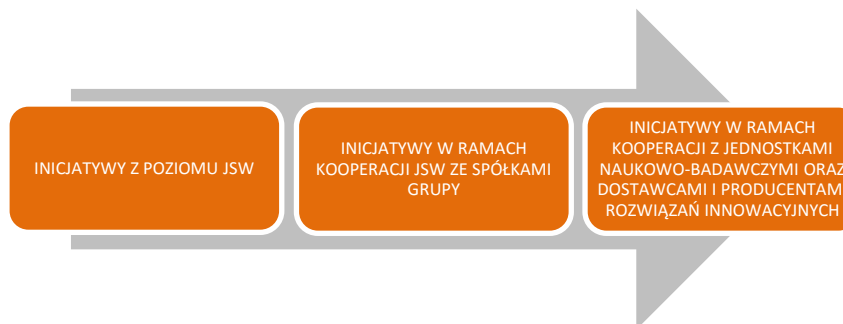 INICJATYWY Z POZIOMU JSW
INICJATYWY W RAMACH
KOOPERACJI JSW ZE SPÓŁKAMI
GRUPY
INICJATYWY W RAMACH
KOOPERACJI Z JEDNOSTKAMI
NAUKOWO-BADAWCZYMI ORAZ
DOSTAWCAMI I PRODUCENTAM
ROZWIĄZAŃ INNOWACYJNYCH